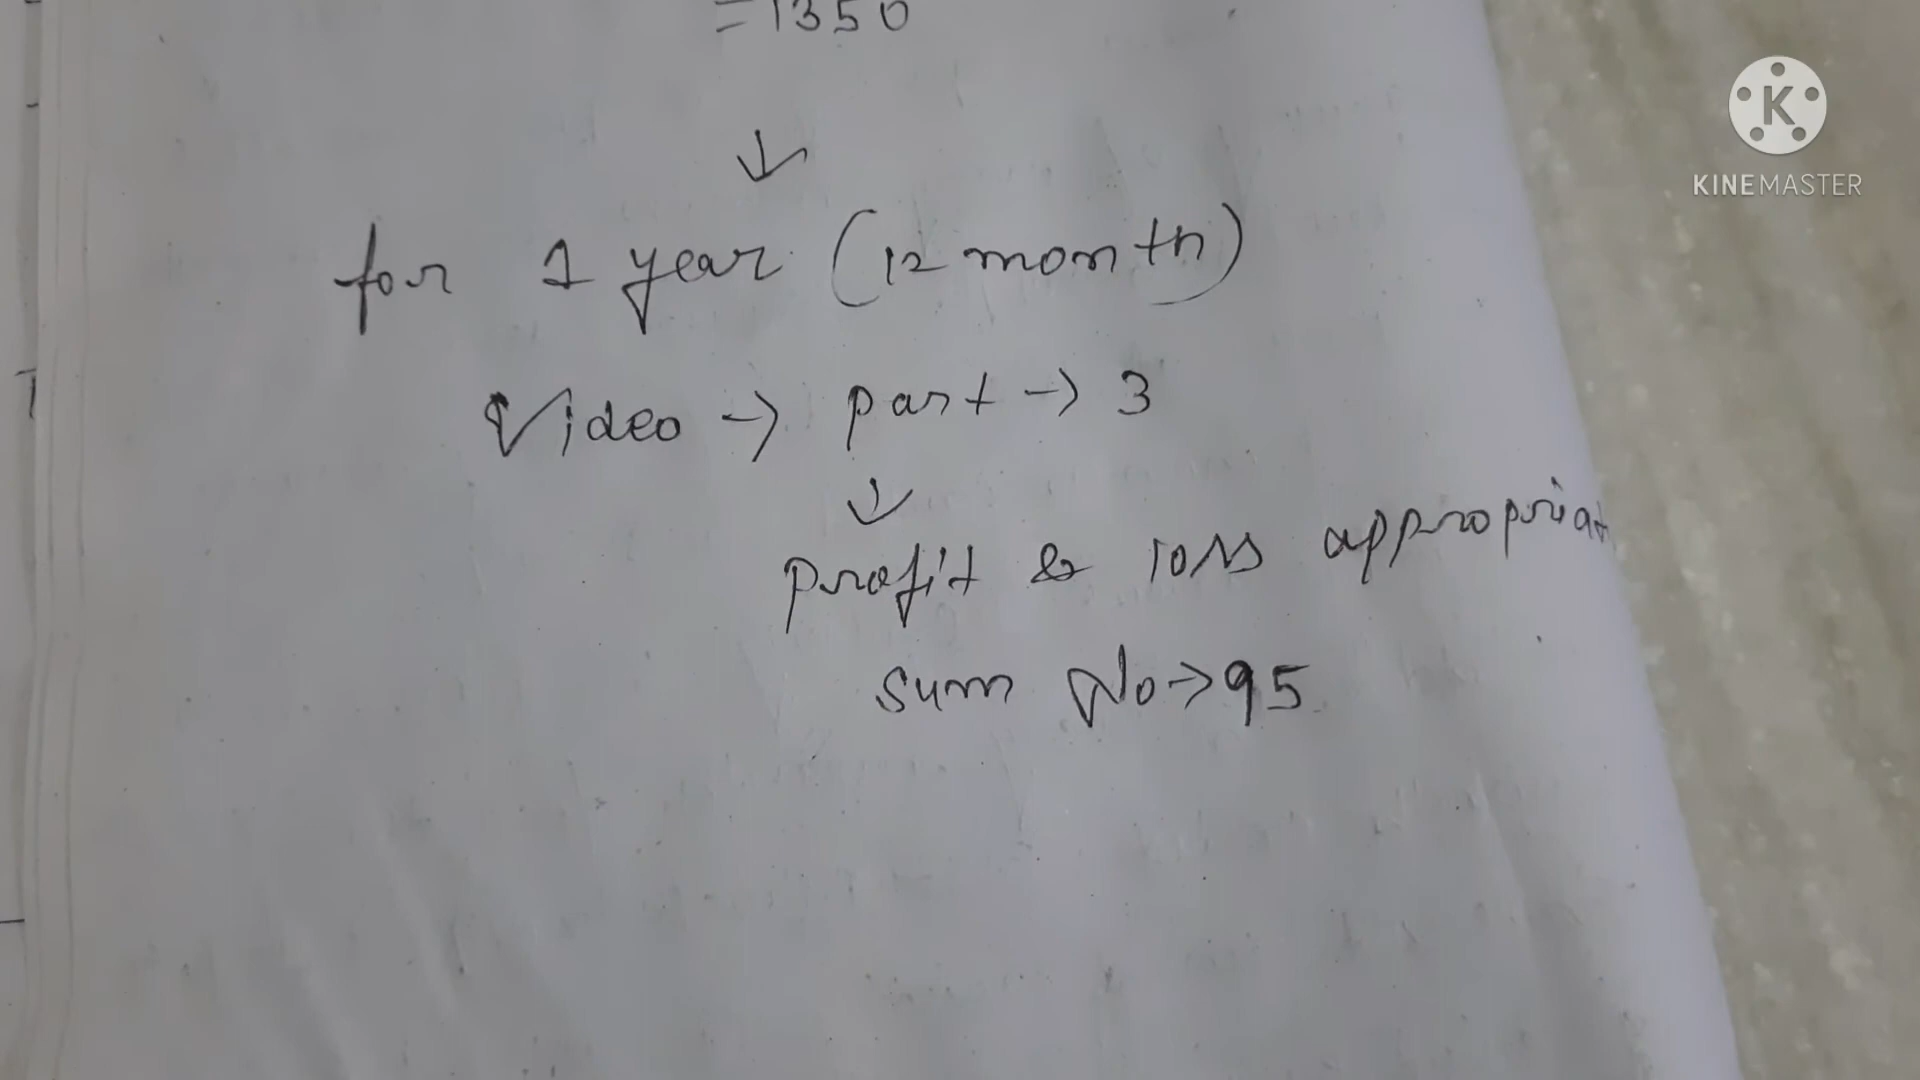 =1350
↓
for 1 year (12 month)
Video → part → 3
↓
profit & loss appropriat
sum No → 95
K
KINEMASTER